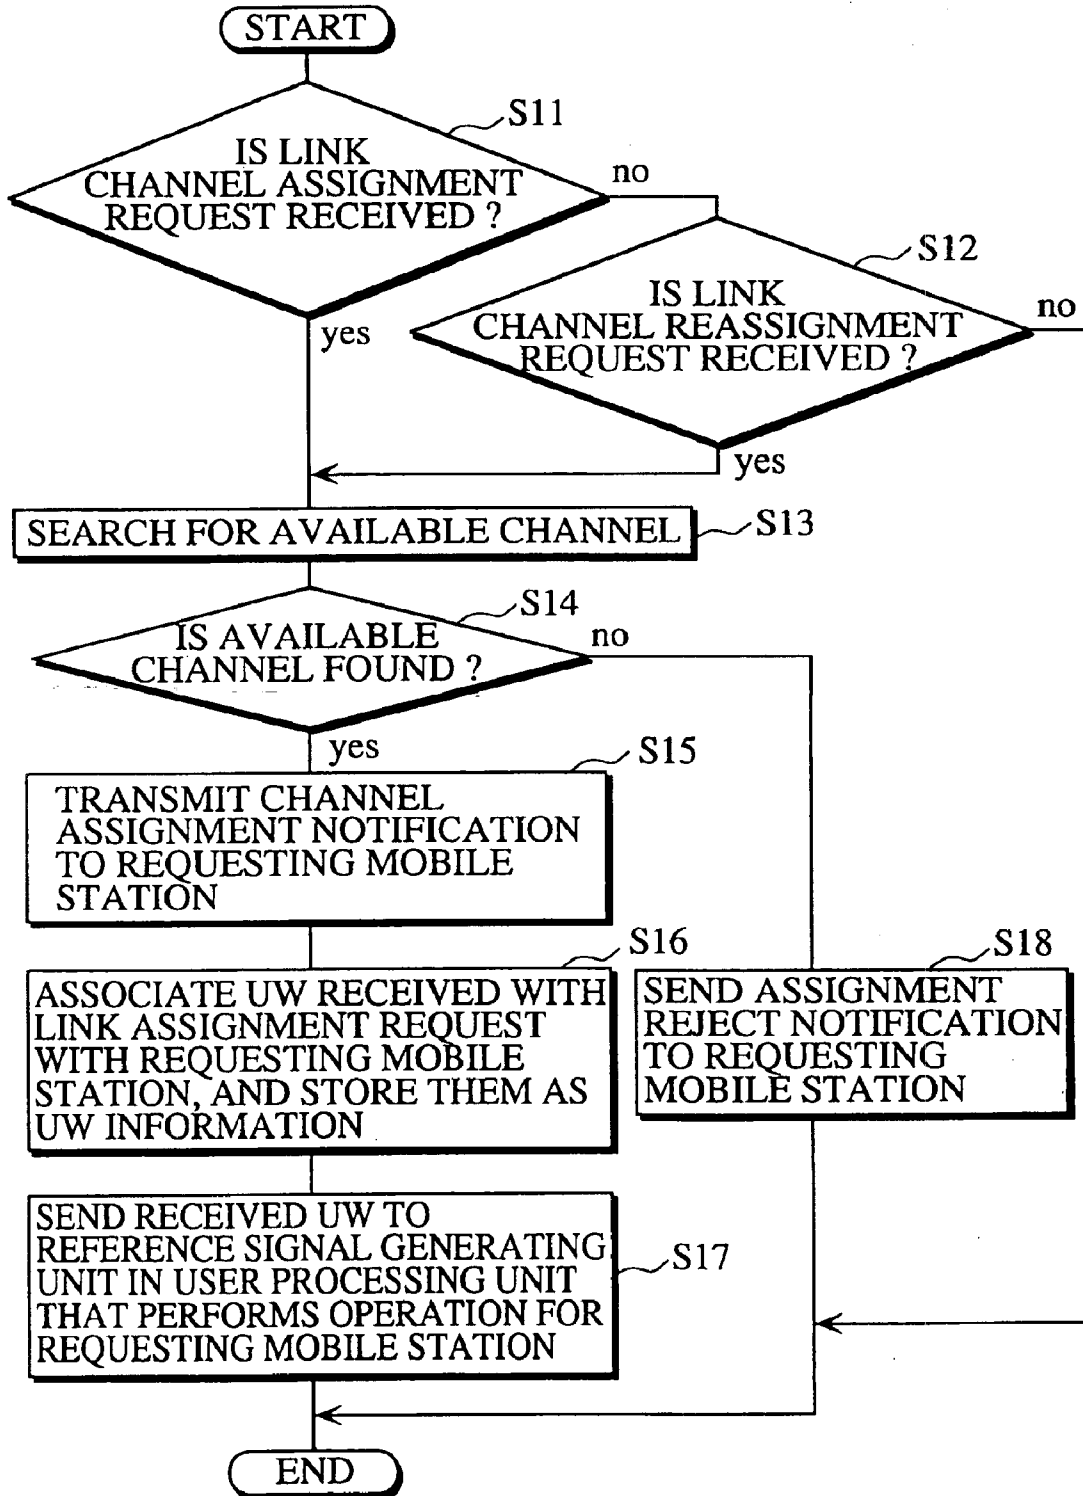 START
S11
IS LINK
CHANNEL ASSIGNMENT
REQUEST RECEIVED ?
no
yes
S12
IS LINK
CHANNEL REASSIGNMENT
REQUEST RECEIVED ?
no
yes
SEARCH FOR AVAILABLE CHANNEL
S13
S14
IS AVAILABLE
CHANNEL FOUND ?
no
yes
S15
TRANSMIT CHANNEL
ASSIGNMENT NOTIFICATION
TO REQUESTING MOBILE
STATION
S16
ASSOCIATE UW RECEIVED WITH
LINK ASSIGNMENT REQUEST
WITH REQUESTING MOBILE
STATION, AND STORE THEM AS
UW INFORMATION
S18
SEND ASSIGNMENT
REJECT NOTIFICATION
TO REQUESTING
MOBILE STATION
SEND RECEIVED UW TO
REFERENCE SIGNAL GENERATING
UNIT IN USER PROCESSING UNIT
THAT PERFORMS OPERATION FOR
REQUESTING MOBILE STATION
S17
END